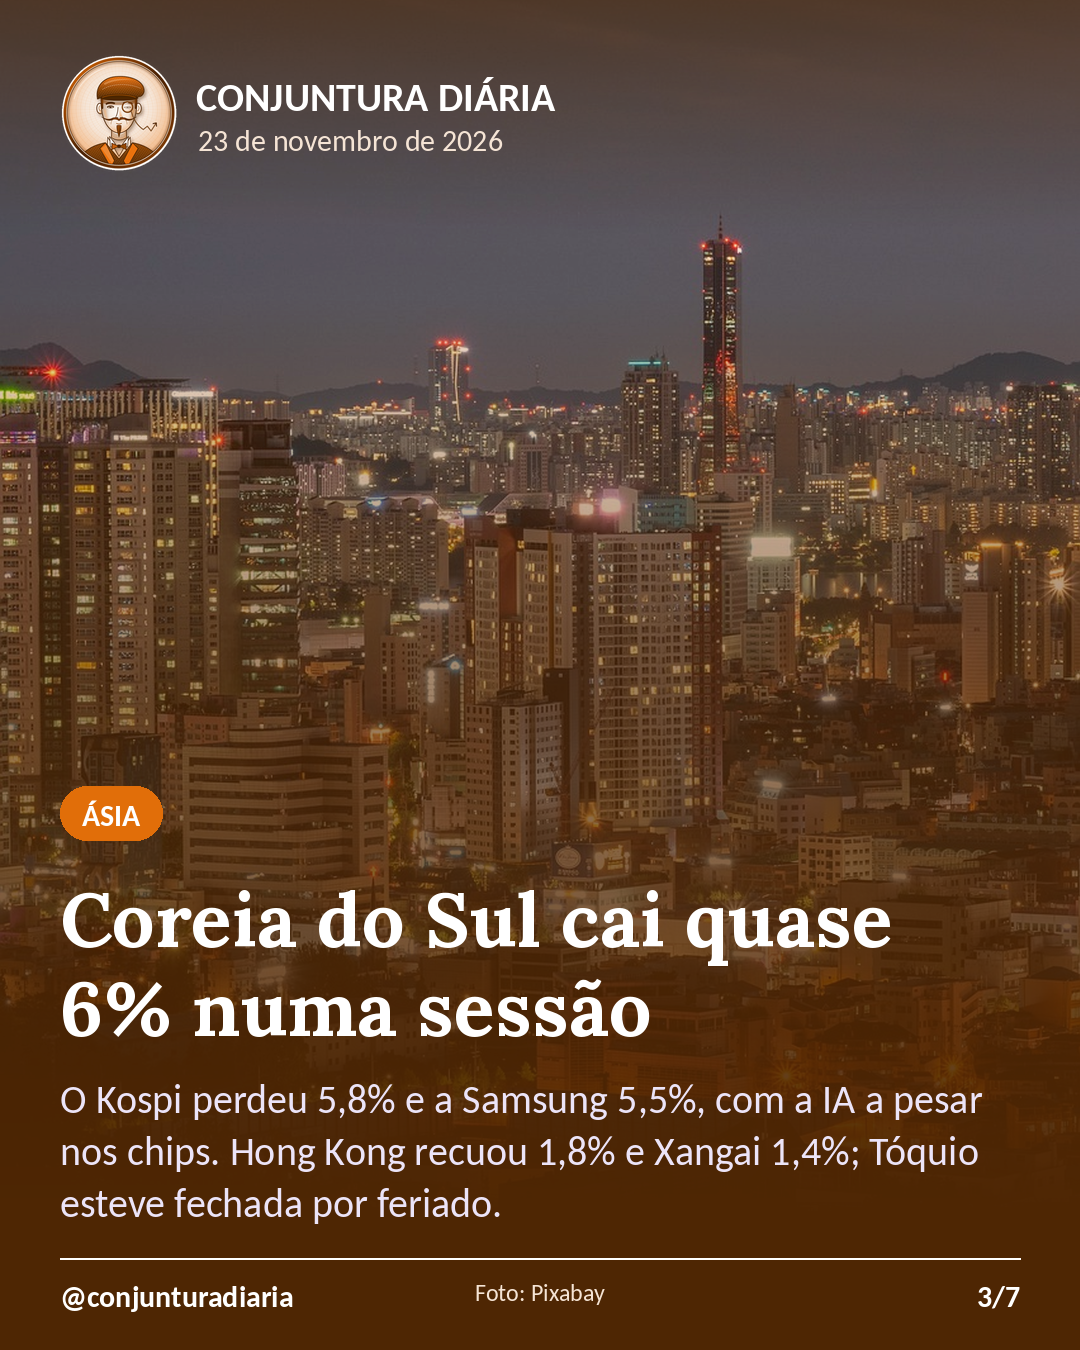 CONJUNTURA DIÁRIA
23 de novembro de 2026
ÁSIA
Coreia do Sul cai quase
6% numa sessão
O Kospi perdeu 5,8% e a Samsung 5,5%, com a IA a pesar
nos chips. Hong Kong recuou 1,8% e Xangai 1,4%; Tóquio
esteve fechada por feriado.
@conjunturadiaria
Foto: Pixabay
3/7